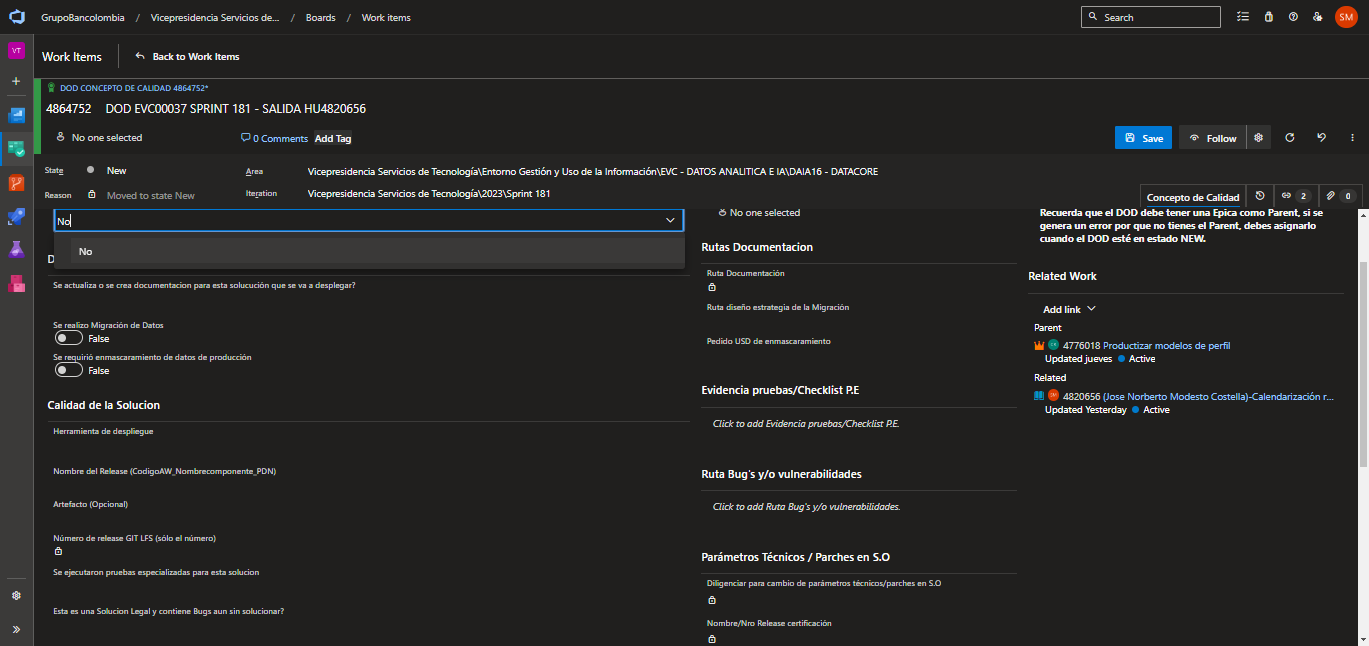 GrupoBancolombia / Vicepresidencia Servicios de... / Boards / Work items
Search
SM
VT
Work Items
Back to Work Items
DOD CONCEPTO DE CALIDAD 4864752*
4864752 DOD EVC00037 SPRINT 181 - SALIDA HU4820656
No one selected
0 Comments
Add Tag
Save
Follow
State
New
Area
Vicepresidencia Servicios de Tecnología\Entorno Gestión y Uso de la Información\EVC - DATOS ANALITICA E IA\DAIA16 - DATACORE
Reason
Moved to state New
Iteration
Vicepresidencia Servicios de Tecnología\2023\Sprint 181
Concepto de Calidad
2
0
No
No
D
Se actualiza o se crea documentacion para esta solucución que se va a desplegar?
Se realizo Migración de Datos
False
Se requirió enmascaramiento de datos de producción
False
Calidad de la Solucion
Herramienta de despliegue
Nombre del Release (CodigoAW_Nombrecomponente_PDN)
Artefacto (Opcional)
Número de release GIT LFS (sólo el número)
Se ejecutaron pruebas especializadas para esta solucion
Esta es una Solucion Legal y contiene Bugs aun sin solucionar?
No one selected
Rutas Documentacion
Ruta Documentación
Ruta diseño estrategia de la Migración
Pedido USD de enmascaramiento
Evidencia pruebas/Checklist P.E
Click to add Evidencia pruebas/Checklist P.E.
Ruta Bug's y/o vulnerabilidades
Click to add Ruta Bug's y/o vulnerabilidades.
Parámetros Técnicos / Parches en S.O
Diligenciar para cambio de parámetros técnicos/parches en S.O
Nombre/Nro Release certificación
Recuerda que el DOD debe tener una Epica como Parent, si se
genera un error por que no tienes el Parent, debes asignarlo
cuando el DOD esté en estado NEW.
Related Work
Add link
Parent
4776018 Productizar modelos de perfil
Updated jueves
Active
Related
SM
4820656 (Jose Norberto Modesto Costella)-Calendarización r...
Updated Yesterday
Active